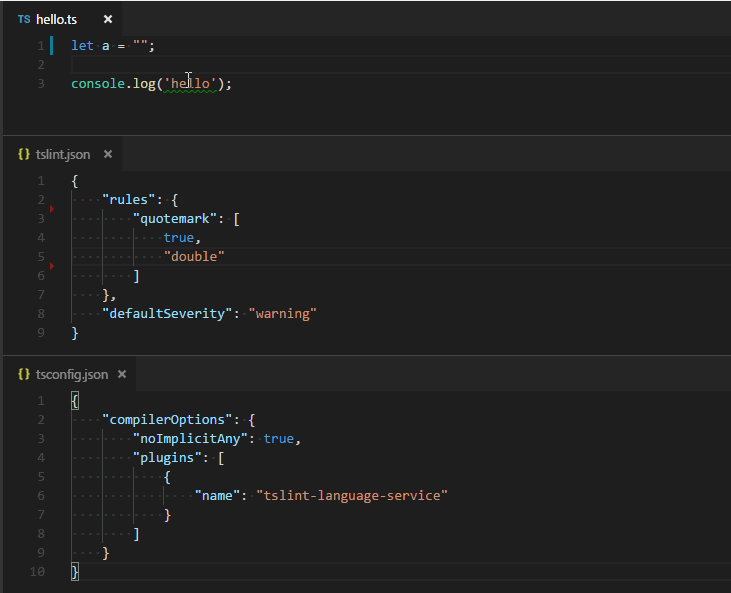 TS hello.ts ×
1 let a = "";
2
3 console.log('hello');
{} tslint.json ×
1 {
2 "rules": {
3 "quotemark": [
4 true,
5 "double"
6 ]
7 },
8 "defaultSeverity": "warning"
9 }
{} tsconfig.json ×
1 {
2 "compilerOptions": {
3 "noImplicitAny": true,
4 "plugins": [
5 {
6 "name": "tslint-language-service"
7 }
8 ]
9 }
10 }